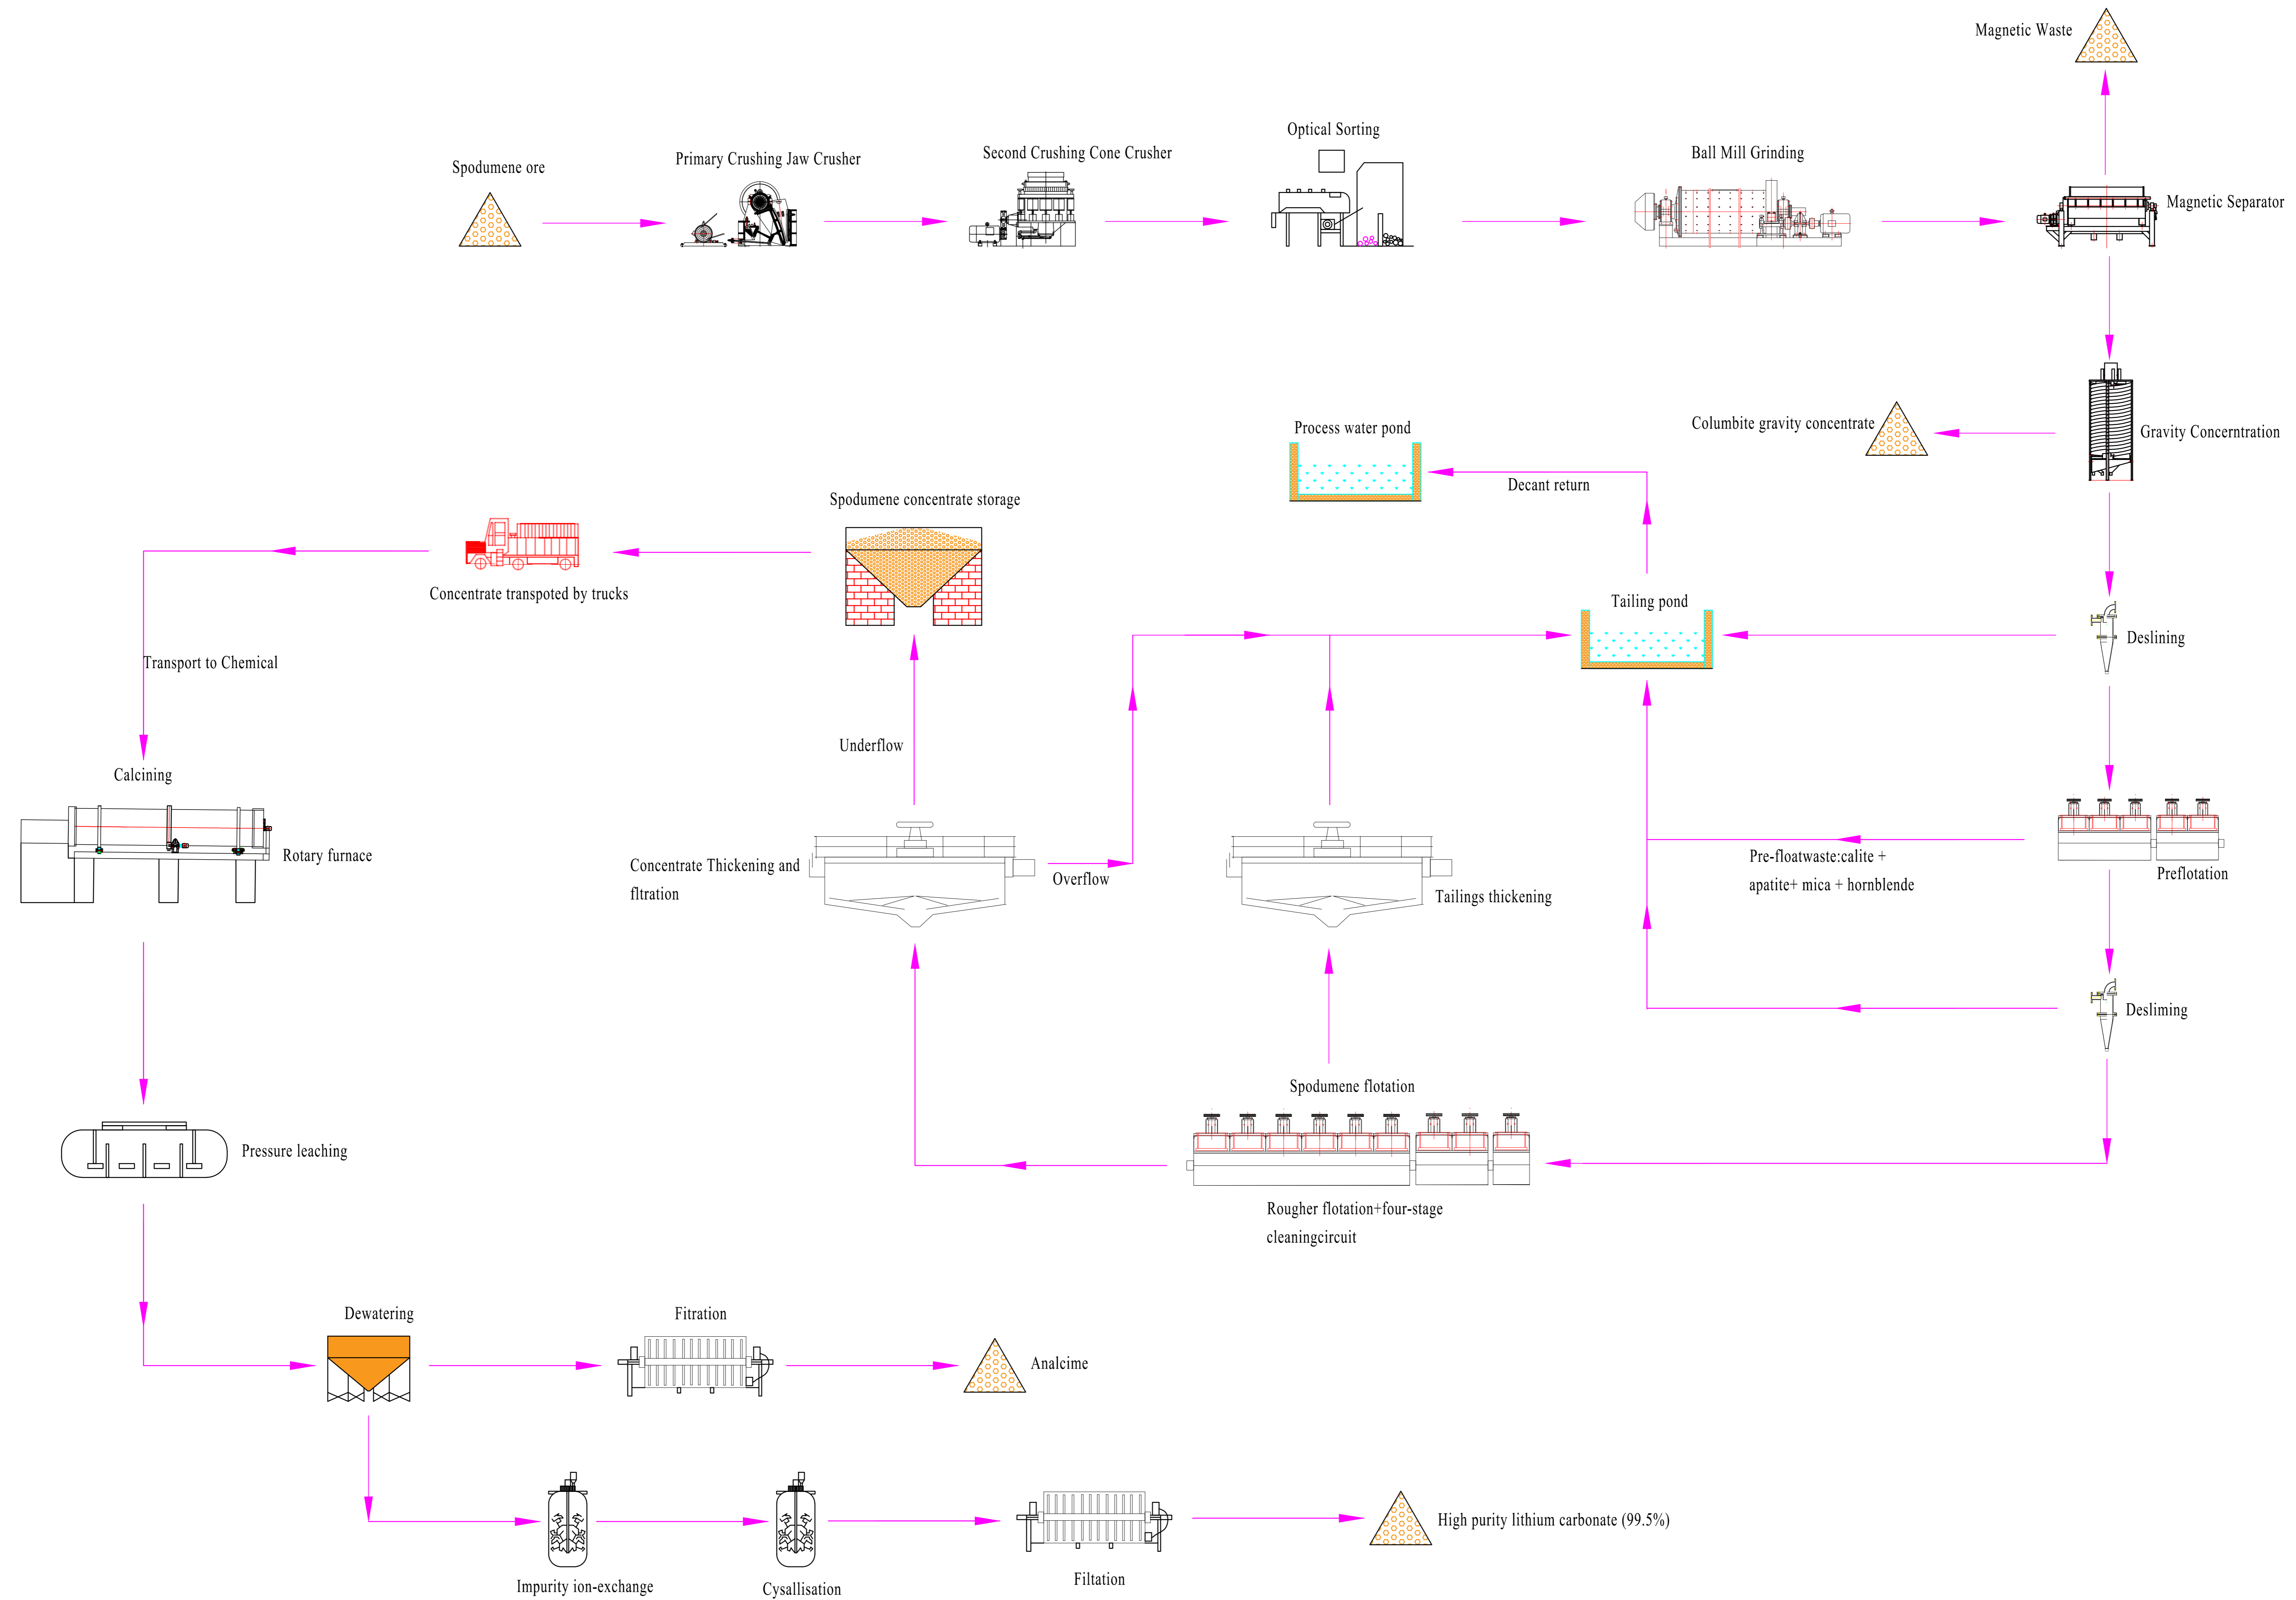 Magnetic Waste
Optical Sorting
Spodumene ore
Primary Crushing Jaw Crusher
Second Crushing Cone Crusher
Ball Mill Grinding
Magnetic Separator
Process water pond
Columbite gravity concentrate
Gravity Concerntration
Decant return
Spodumene concentrate storage
Concentrate transpoted by trucks
Tailing pond
Deslining
Transport to Chemical
Underflow
Calcining
Rotary furnace
Concentrate Thickening and
fltration
Overflow
Tailings thickening
Pre-floatwaste:calite +
apatite+ mica + hornblende
Preflotation
Desliming
Spodumene flotation
Pressure leaching
Rougher flotation+four-stage
cleaningcircuit
Dewatering
Fitration
Analcime
High purity lithium carbonate (99.5%)
Impurity ion-exchange
Cysallisation
Filtation